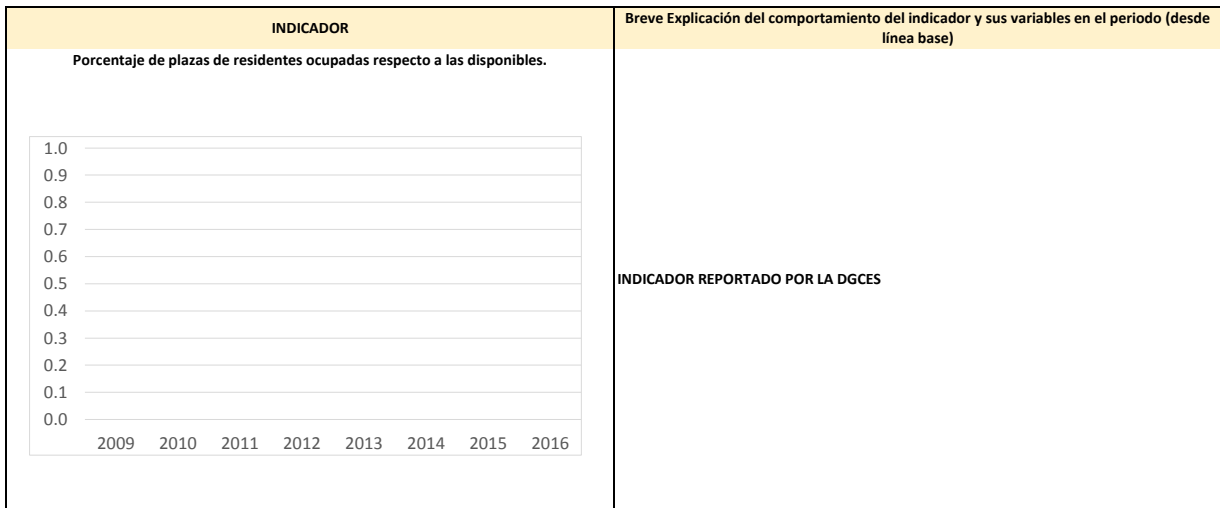 INDICADOR
Breve Explicación del comportamiento del indicador y sus variables en el periodo (desde
línea base)
Porcentaje de plazas de residentes ocupadas respecto a las disponibles.
1.0
0.9
0.8
0.7
0.6
0.5
0.4
0.3
0.2
0.1
0.0
2009 2010 2011 2012 2013 2014 2015 2016
INDICADOR REPORTADO POR LA DGCES